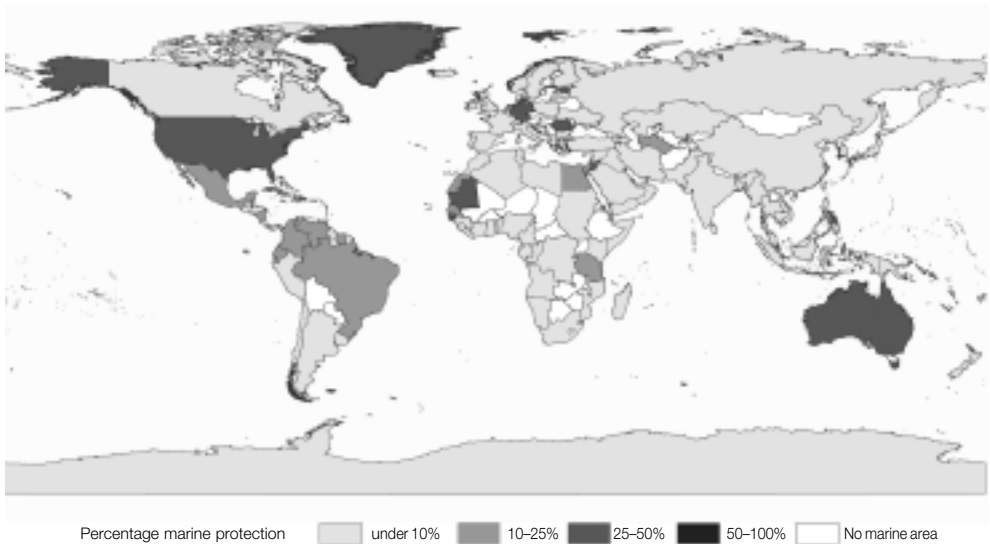 Percentage marine protection under 10% 10–25% 25–50% 50–100% No marine area